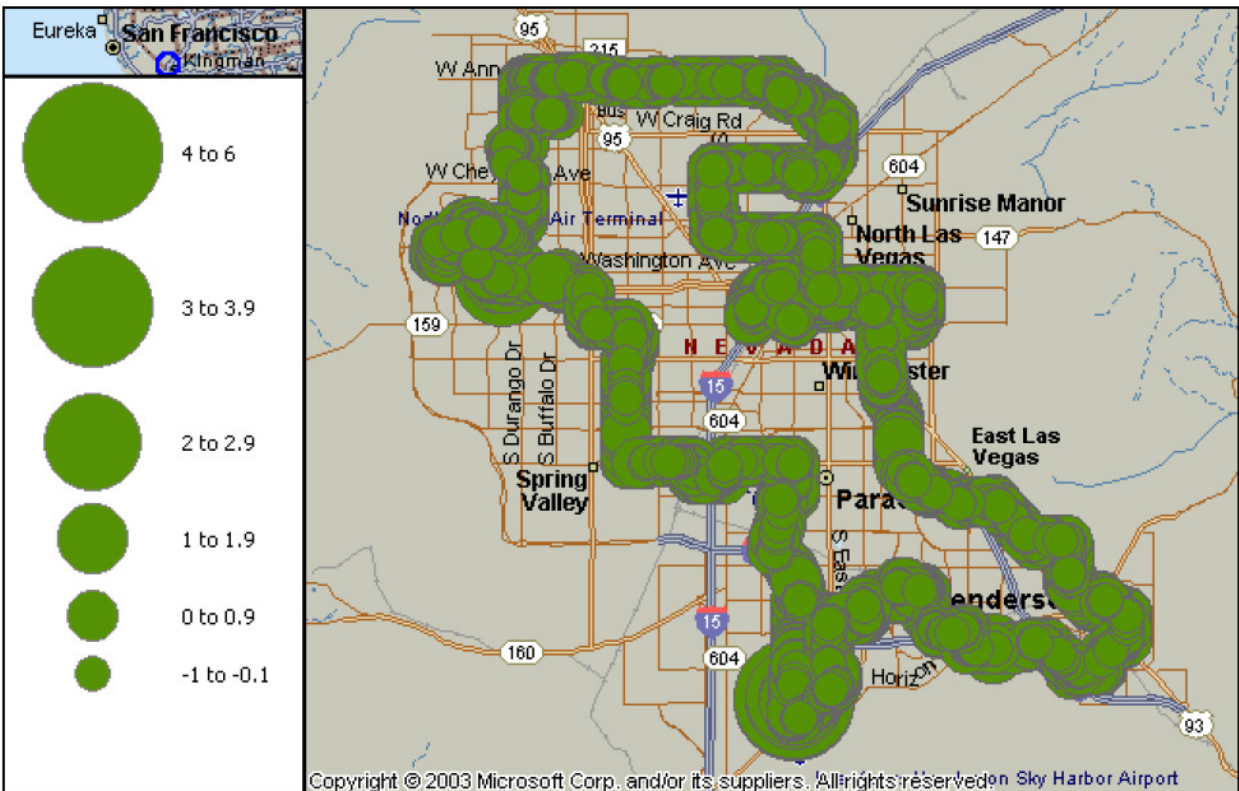 Eureka
San Francisco
Kingman
4 to 6
3 to 3.9
2 to 2.9
1 to 1.9
0 to 0.9
-1 to -0.1
95
215
W Ann
Bus
W Craig Rd
95
W Che Ave
604
Sunrise Manor
Air Terminal
North Las
Vegas
147
Washington Ave
159
NEVADA
S Durango Dr
S Buffalo Dr
15
604
East Las
Vegas
Spring
Valley
Para
S East
enders
15
160
604
Horizon
93
Copyright © 2003 Microsoft Corp. and/or its suppliers. All rights reserved.
Sky Harbor Airport